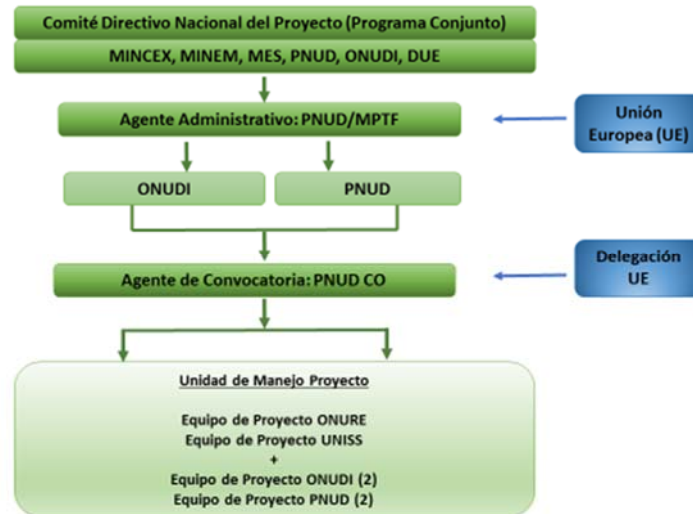 Comité Directivo Nacional del Proyecto (Programa Conjunto)
MINCEX, MINEM, MES, PNUD, ONUDI, DUE
Agente Administrativo: PNUD/MPTF
Unión
Europea (UE)
ONUDI
PNUD
Agente de Convocatoria: PNUD CO
Delegación
UE
Unidad de Manejo Proyecto
Equipo de Proyecto ONURE
Equipo de Proyecto UNISS
+
Equipo de Proyecto ONUDI (2)
Equipo de Proyecto PNUD (2)